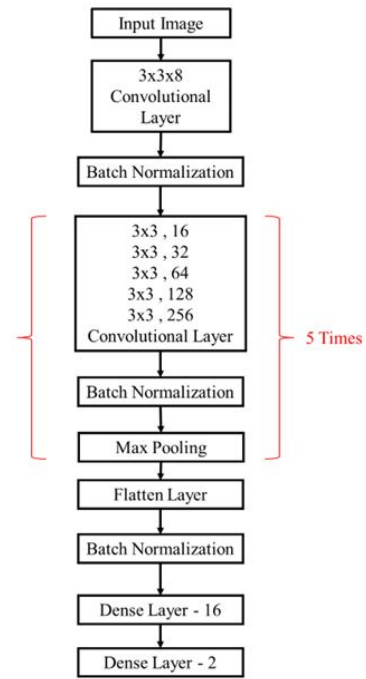 Input Image
3x3x8
Convolutional
Layer
Batch Normalization
3x3 , 16
3x3 , 32
3x3 , 64
3x3 , 128
3x3 , 256
Convolutional Layer
5 Times
Batch Normalization
Max Pooling
Flatten Layer
Batch Normalization
Dense Layer - 16
Dense Layer - 2